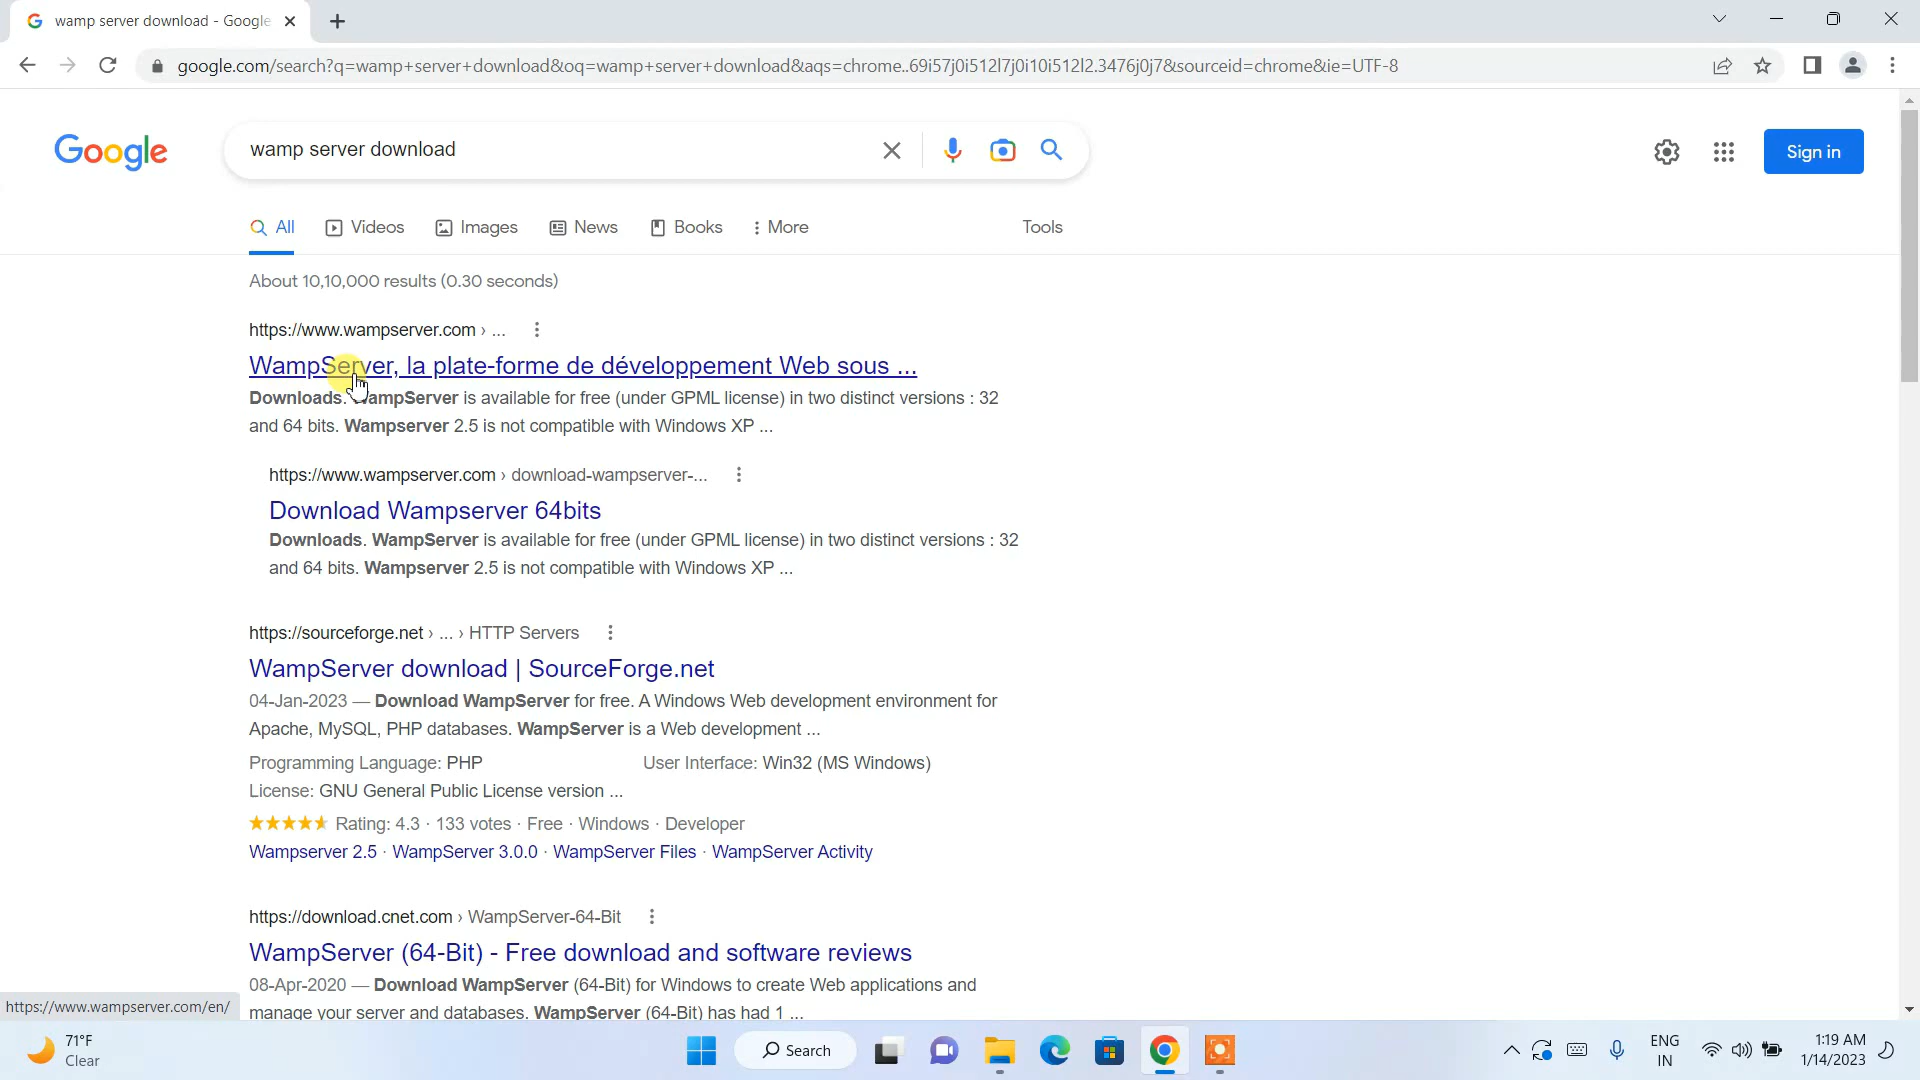 wamp server download - Google
google.com/search?q=wamp+server+download&oq=wamp+server+download&aqs=chrome..69i57j0i512l7j0i10i512l2.3476j0j7&sourceid=chrome&ie=UTF-8
Google
wamp server download
Sign in
All Videos Images News Books More Tools
About 10,10,000 results (0.30 seconds)
https://www.wampserver.com › ...
WampServer, la plate-forme de développement Web sous ...
Downloads. WampServer is available for free (under GPML license) in two distinct versions : 32
and 64 bits. Wampserver 2.5 is not compatible with Windows XP ...
https://www.wampserver.com › download-wampserver-...
Download Wampserver 64bits
Downloads. WampServer is available for free (under GPML license) in two distinct versions : 32
and 64 bits. Wampserver 2.5 is not compatible with Windows XP ...
https://sourceforge.net › ... › HTTP Servers
WampServer download | SourceForge.net
04-Jan-2023 — Download WampServer for free. A Windows Web development environment for
Apache, MySQL, PHP databases. WampServer is a Web development ...
Programming Language: PHP User Interface: Win32 (MS Windows)
License: GNU General Public License version ...
Rating: 4.3 · 133 votes · Free · Windows · Developer
Wampserver 2.5 · WampServer 3.0.0 · WampServer Files · WampServer Activity
https://download.cnet.com › WampServer-64-Bit
WampServer (64-Bit) - Free download and software reviews
08-Apr-2020 — Download WampServer (64-Bit) for Windows to create Web applications and
manage your server and databases. WampServer (64-Bit) has had 1 ...
https://www.wampserver.com/en/
71°F
Clear
Search
ENG
IN
1:19 AM
1/14/2023